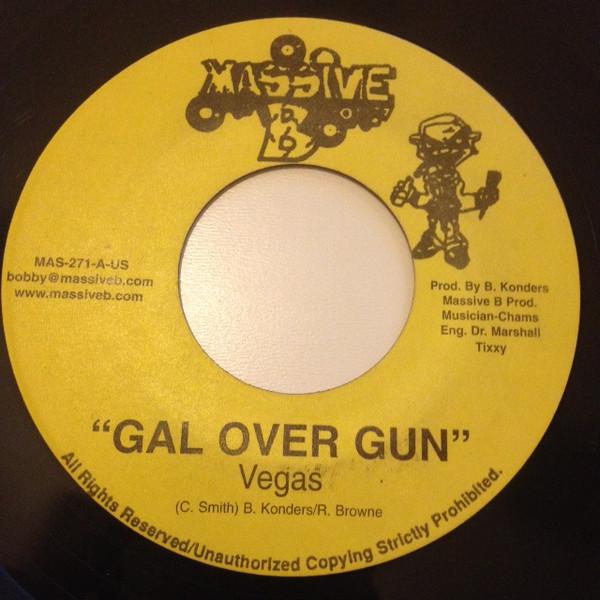 MASSIVE
B
MAS-271-A-US
bobby@massiveb.com
www.massiveb.com
Prod. By B. Konders
Massive B Prod.
Musician-Chams
Eng. Dr. Marshall
Tixxy
“GAL OVER GUN”
Vegas
(C. Smith) B. Konders/R. Browne
All Rights Reserved/Unauthorized Copying Strictly Prohibited.